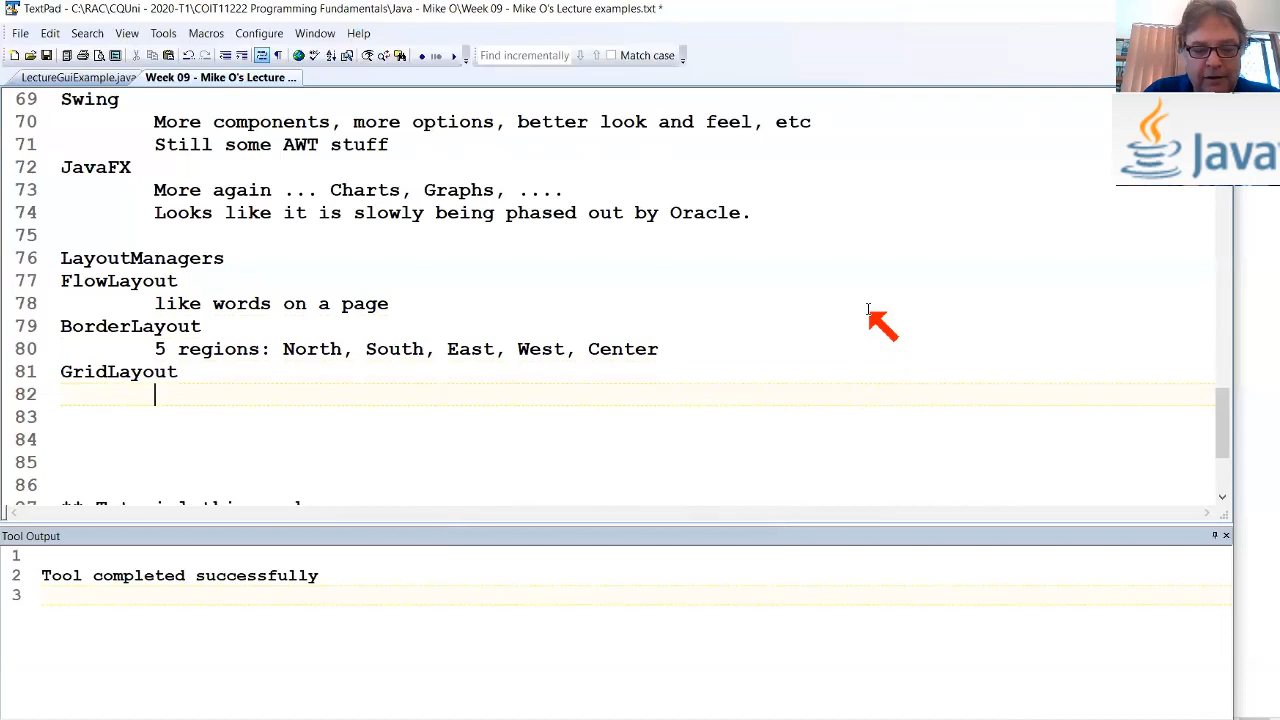 TextPad - C:\RAC\CQUni - 2020-T1\COIT11222 Programming Fundamentals\Java - Mike O\Week 09 - Mike O's Lecture examples.txt *
File Edit Search View Tools Macros Configure Window Help
Find incrementally Match case
LectureGuiExample.java Week 09 - Mike O's Lecture ...
69 Swing
70 More components, more options, better look and feel, etc
71 Still some AWT stuff
72 JavaFX
73 More again ... Charts, Graphs, ....
74 Looks like it is slowly being phased out by Oracle.
75
76 LayoutManagers
77 FlowLayout
78 like words on a page
79 BorderLayout
80 5 regions: North, South, East, West, Center
81 GridLayout
82
83
84
85
86
Java
Tool Output
1
2 Tool completed successfully
3